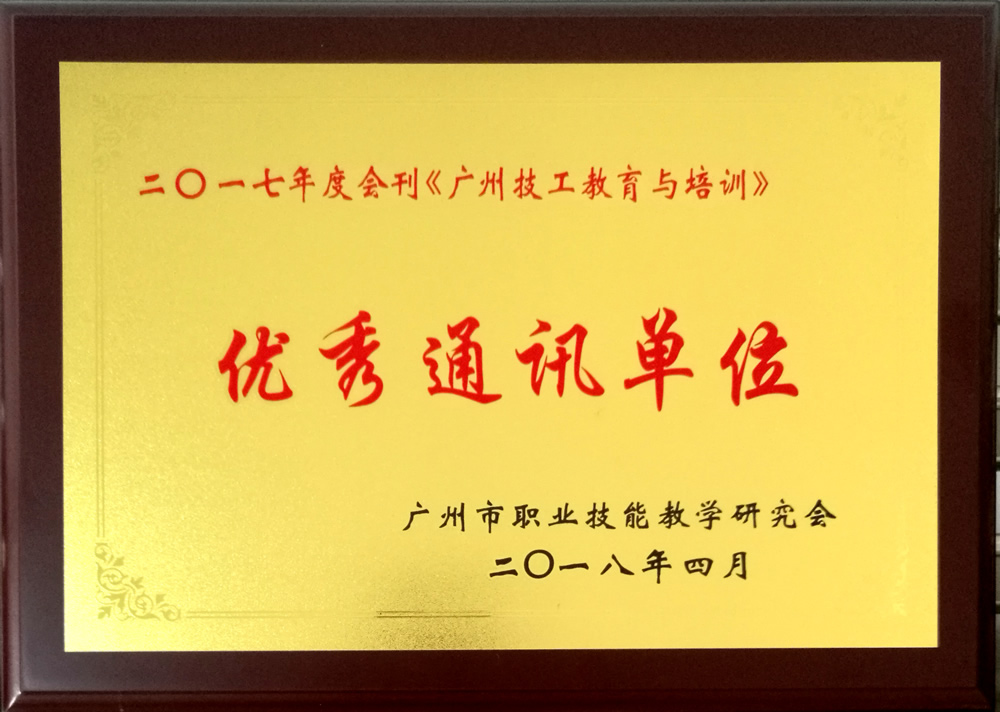 二〇一七年度会刊《广州技工教育与培训》
优秀通讯单位
广州市职业技能教学研究会
二〇一八年四月